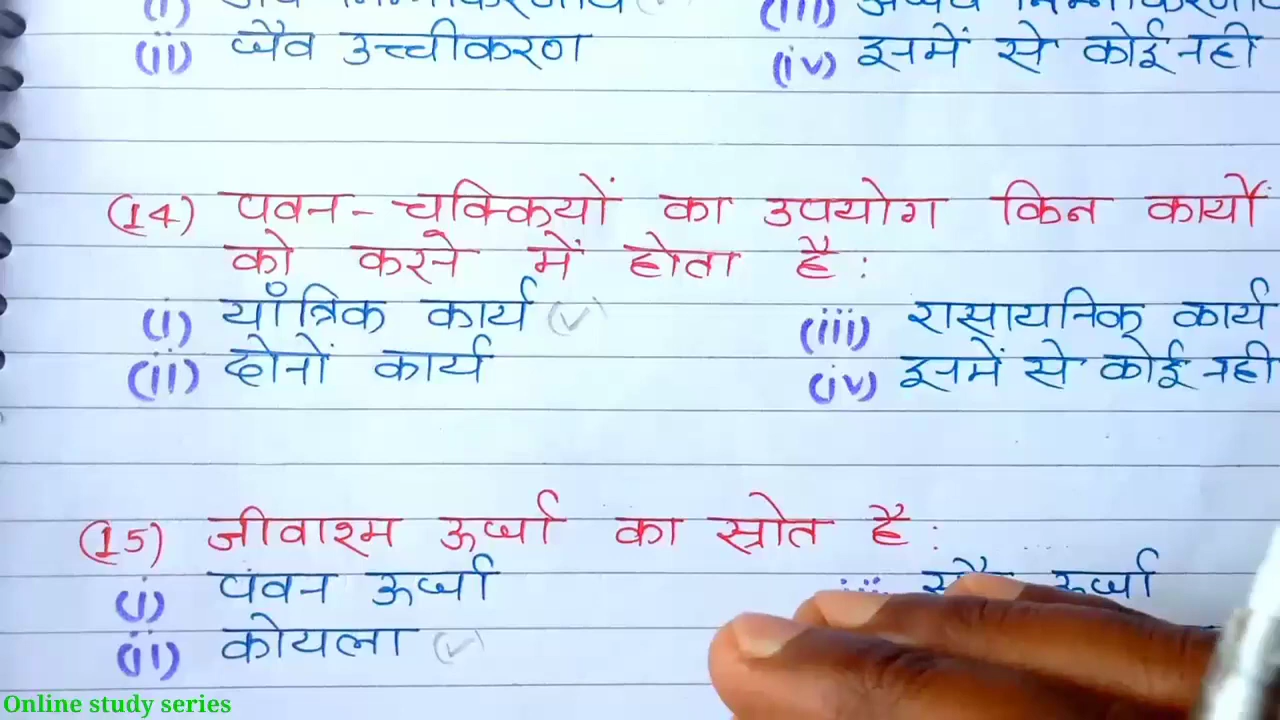 (ii) जैव उच्चीकरण
(iv) इनमें से कोई नही
(14) पवन-चक्कियों का उपयोग किन कार्यों
को करने में होता है:
(i) याँत्रिक कार्य (✓)
(iii) रासायनिक कार्य
(ii) दोनों कार्य
(iv) इनमें से कोई नही
(15) जीवाश्म ऊर्जा का स्रोत है:
(i) पवन ऊर्जा
ऊर्जा
(ii) कोयला (✓)
Online study series